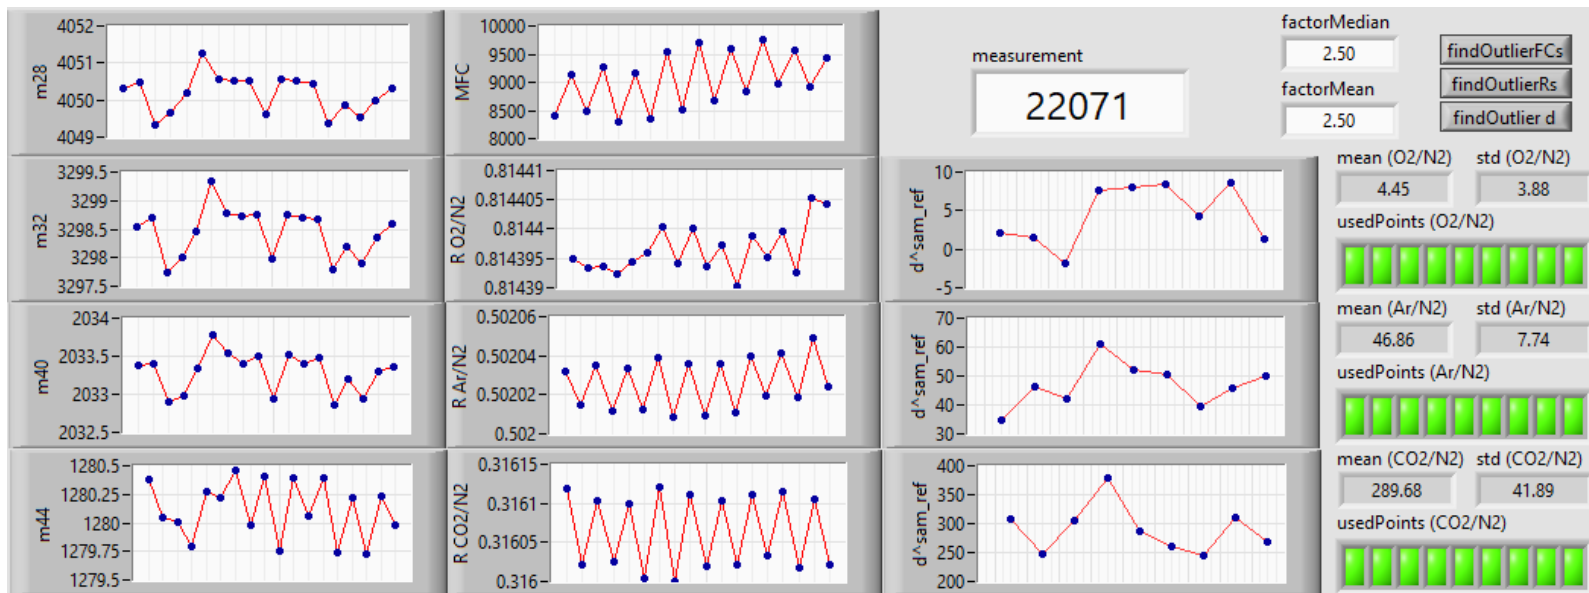 m28
4052
4051
4050
4049
MFC
10000
9500
9000
8500
8000
measurement
22071
factorMedian
2.50
factorMean
2.50
findOutlierFCs
findOutlierRs
findOutlier d
m32
3299.5
3299
3298.5
3298
3297.5
R O2/N2
0.81441
0.814405
0.8144
0.814395
0.81439
d^sam_ref
10
5
0
-5
mean (O2/N2) std (O2/N2)
4.45 3.88
usedPoints (O2/N2)
m40
2034
2033.5
2033
2032.5
R Ar/N2
0.50206
0.50204
0.50202
0.502
d^sam_ref
70
60
50
40
30
mean (Ar/N2) std (Ar/N2)
46.86 7.74
usedPoints (Ar/N2)
m44
1280.5
1280.25
1280
1279.75
1279.5
R CO2/N2
0.31615
0.3161
0.31605
0.316
d^sam_ref
400
350
300
250
200
mean (CO2/N2) std (CO2/N2)
289.68 41.89
usedPoints (CO2/N2)